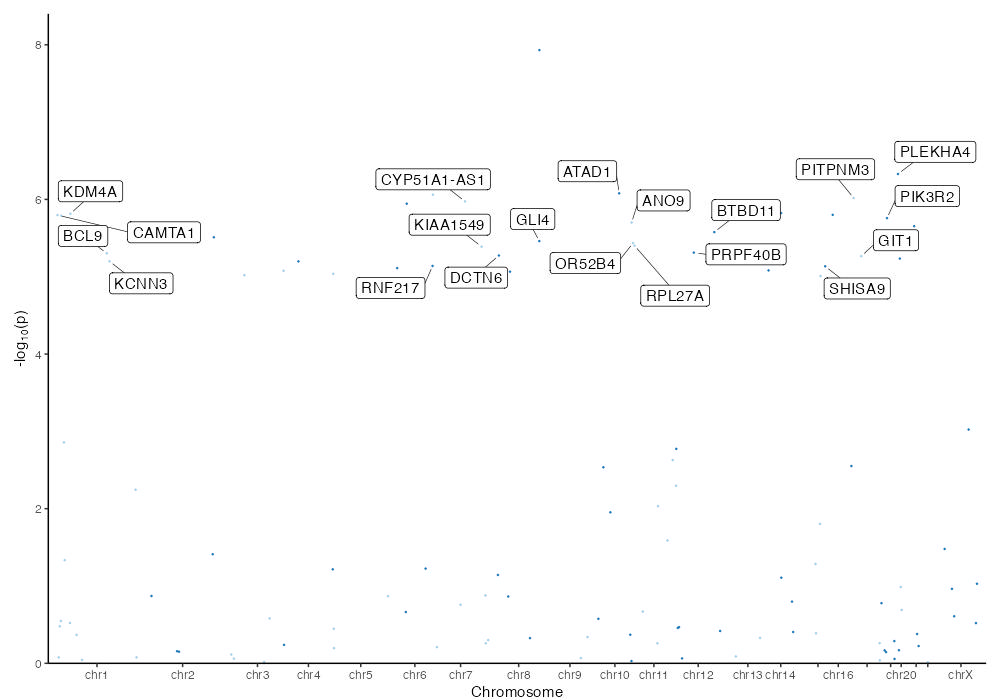 8
PLEKHA4
PITPNM3
ATAD1
CYP51A1-AS1
KDM4A
PIK3R2
6
ANO9
BTBD11
GLI4
KIAA1549
CAMTA1
BCL9
GIT1
PRPF40B
OR52B4
DCTN6
KCNN3
RNF217
SHISA9
RPL27A
4
-log10(p)
2
0
chr1 chr2 chr3 chr4 chr5 chr6 chr7 chr8 chr9 chr10 chr11 chr12 chr13 chr14 chr16 chr20 chrX
Chromosome